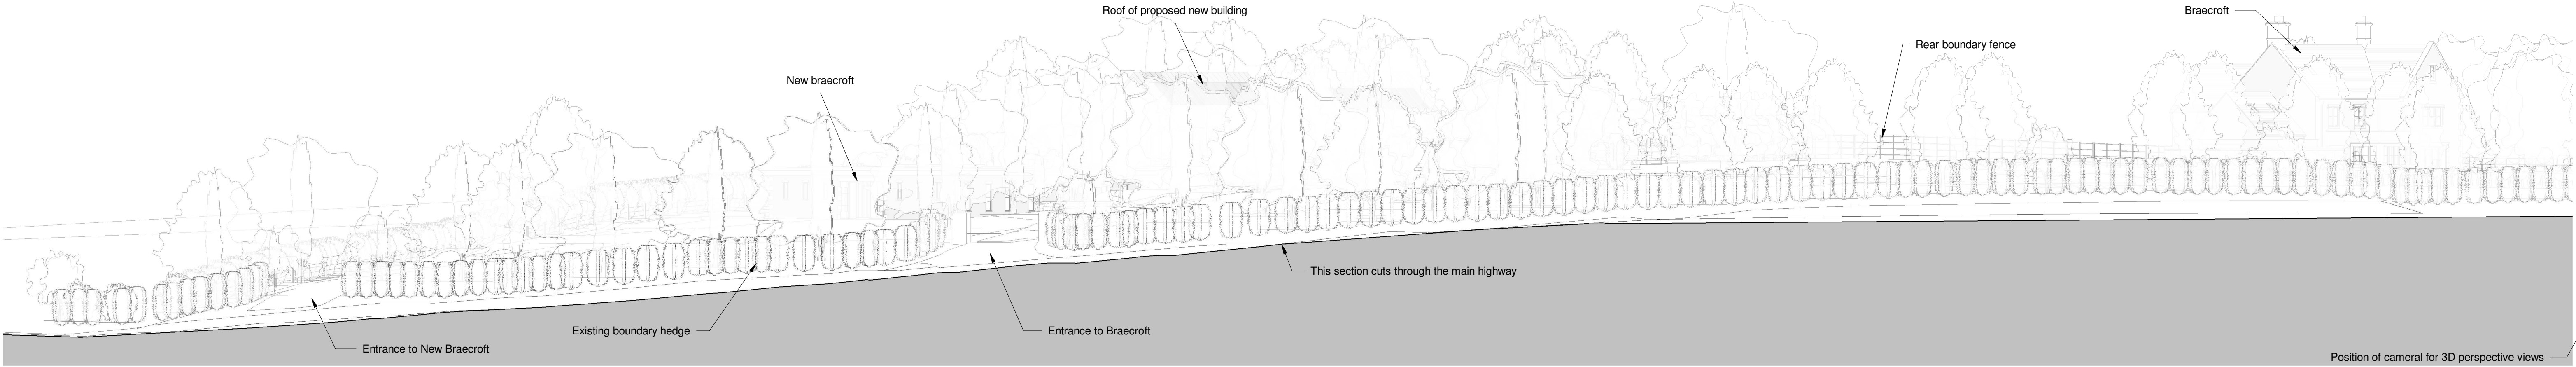 Roof of proposed new building
Braecroft
Rear boundary fence
New braecroft
This section cuts through the main highway
Existing boundary hedge
Entrance to Braecroft
Entrance to New Braecroft
Position of cameral for 3D perspective views